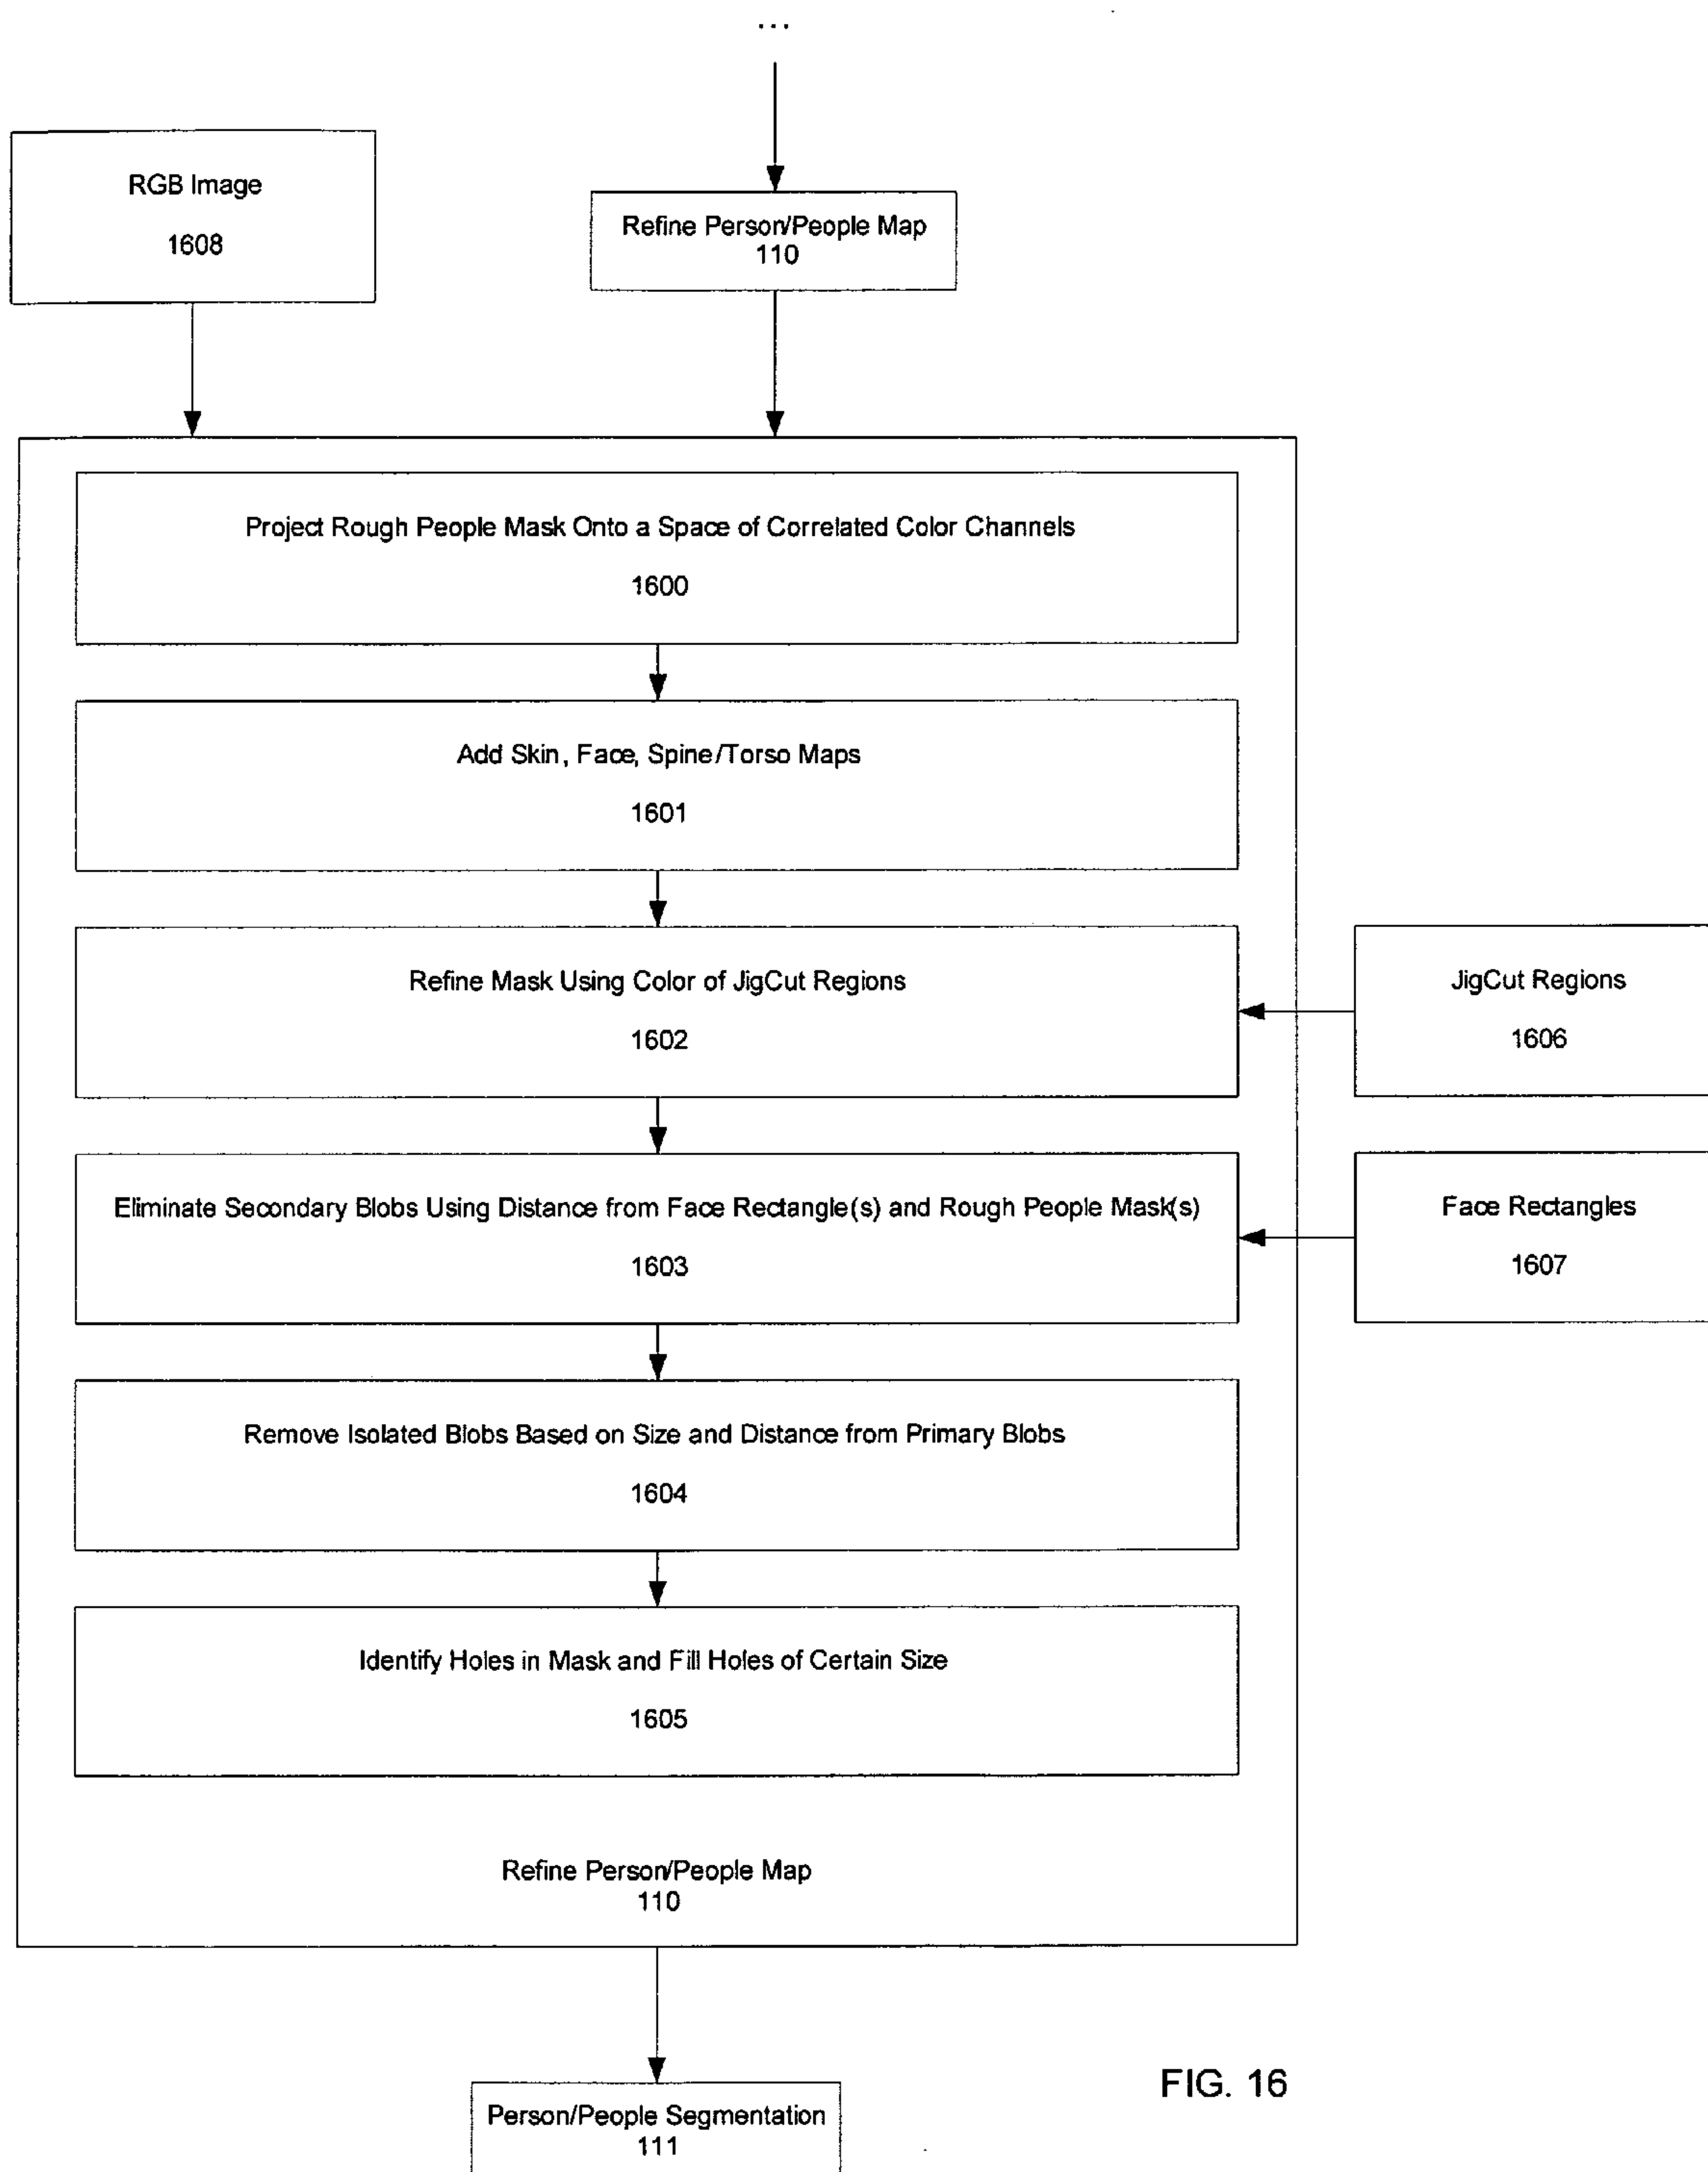 ...
RGB Image
1608
Refine Person/People Map
110
Project Rough People Mask Onto a Space of Correlated Color Channels
1600
Add Skin, Face, Spine/Torso Maps
1601
Refine Mask Using Color of JigCut Regions
1602
JigCut Regions
1606
Eliminate Secondary Blobs Using Distance from Face Rectangle(s) and Rough People Mask(s)
1603
Face Rectangles
1607
Remove Isolated Blobs Based on Size and Distance from Primary Blobs
1604
Identify Holes in Mask and Fill Holes of Certain Size
1605
Refine Person/People Map
110
Person/People Segmentation
111
FIG. 16